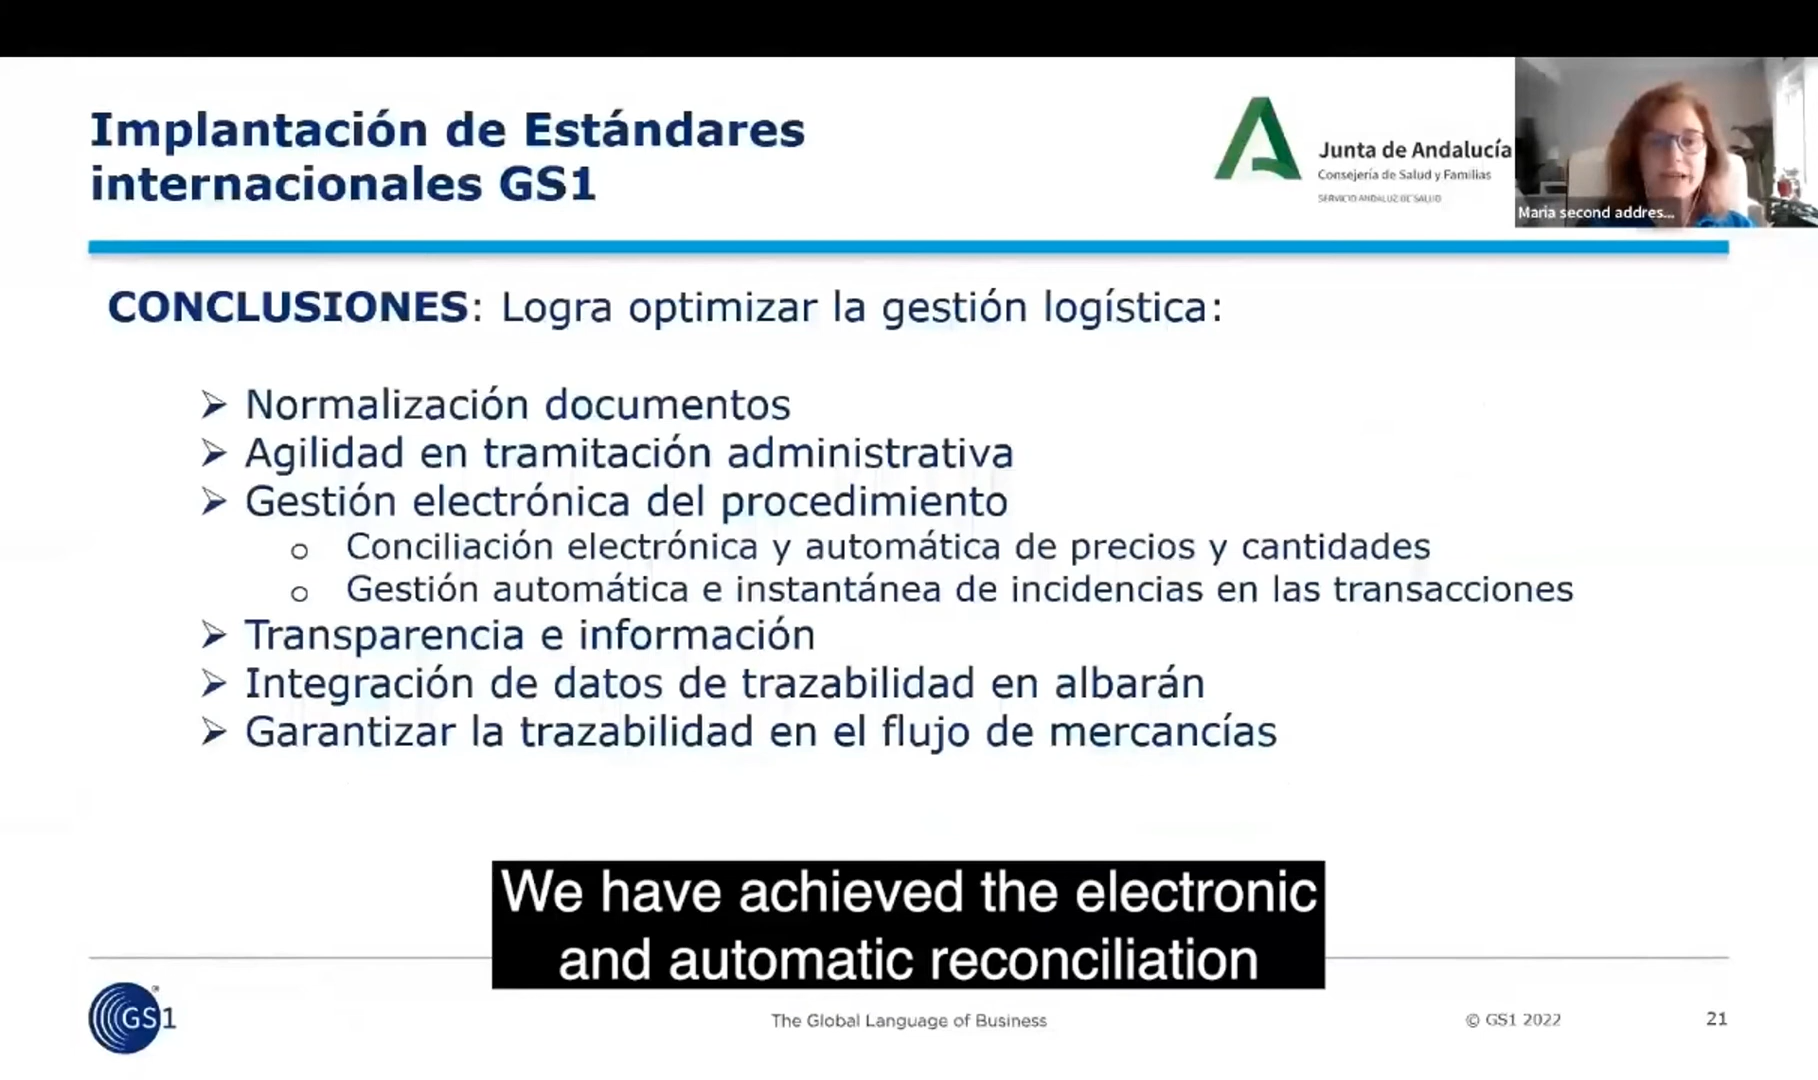 Implantación de Estándares
internacionales GS1
Junta de Andalucía
Consejería de Salud y Familias
SERVICIO ANDALUZ DE SALUD
Maria second addres...
CONCLUSIONES: Logra optimizar la gestión logística:
Normalización documentos
Agilidad en tramitación administrativa
Gestión electrónica del procedimiento
Conciliación electrónica y automática de precios y cantidades
Gestión automática e instantánea de incidencias en las transacciones
Transparencia e información
Integración de datos de trazabilidad en albarán
Garantizar la trazabilidad en el flujo de mercancías
We have achieved the electronic
and automatic reconciliation
GS1
The Global Language of Business
© GS1 2022
21